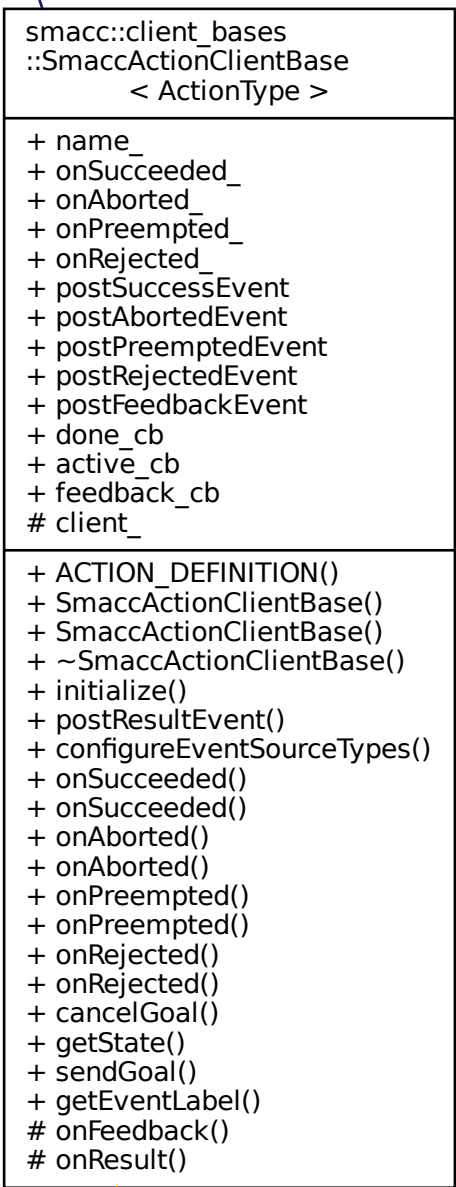 smacc::client_bases
::SmaccActionClientBase
< ActionType >
+ name_
+ onSucceeded_
+ onAborted_
+ onPreempted_
+ onRejected_
+ postSuccessEvent
+ postAbortedEvent
+ postPreemptedEvent
+ postRejectedEvent
+ postFeedbackEvent
+ done_cb
+ active_cb
+ feedback_cb
# client_
+ ACTION_DEFINITION()
+ SmaccActionClientBase()
+ SmaccActionClientBase()
+ ~SmaccActionClientBase()
+ initialize()
+ postResultEvent()
+ configureEventSourceTypes()
+ onSucceeded()
+ onSucceeded()
+ onAborted()
+ onAborted()
+ onPreempted()
+ onPreempted()
+ onRejected()
+ onRejected()
+ cancelGoal()
+ getState()
+ sendGoal()
+ getEventLabel()
# onFeedback()
# onResult()